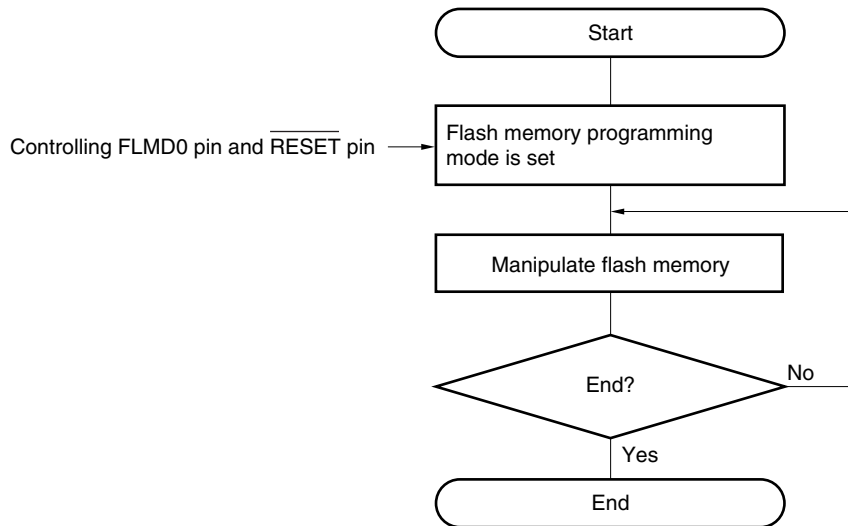 Start
Controlling FLMD0 pin and RESET pin
Flash memory programming
mode is set
Manipulate flash memory
End?
No
Yes
End